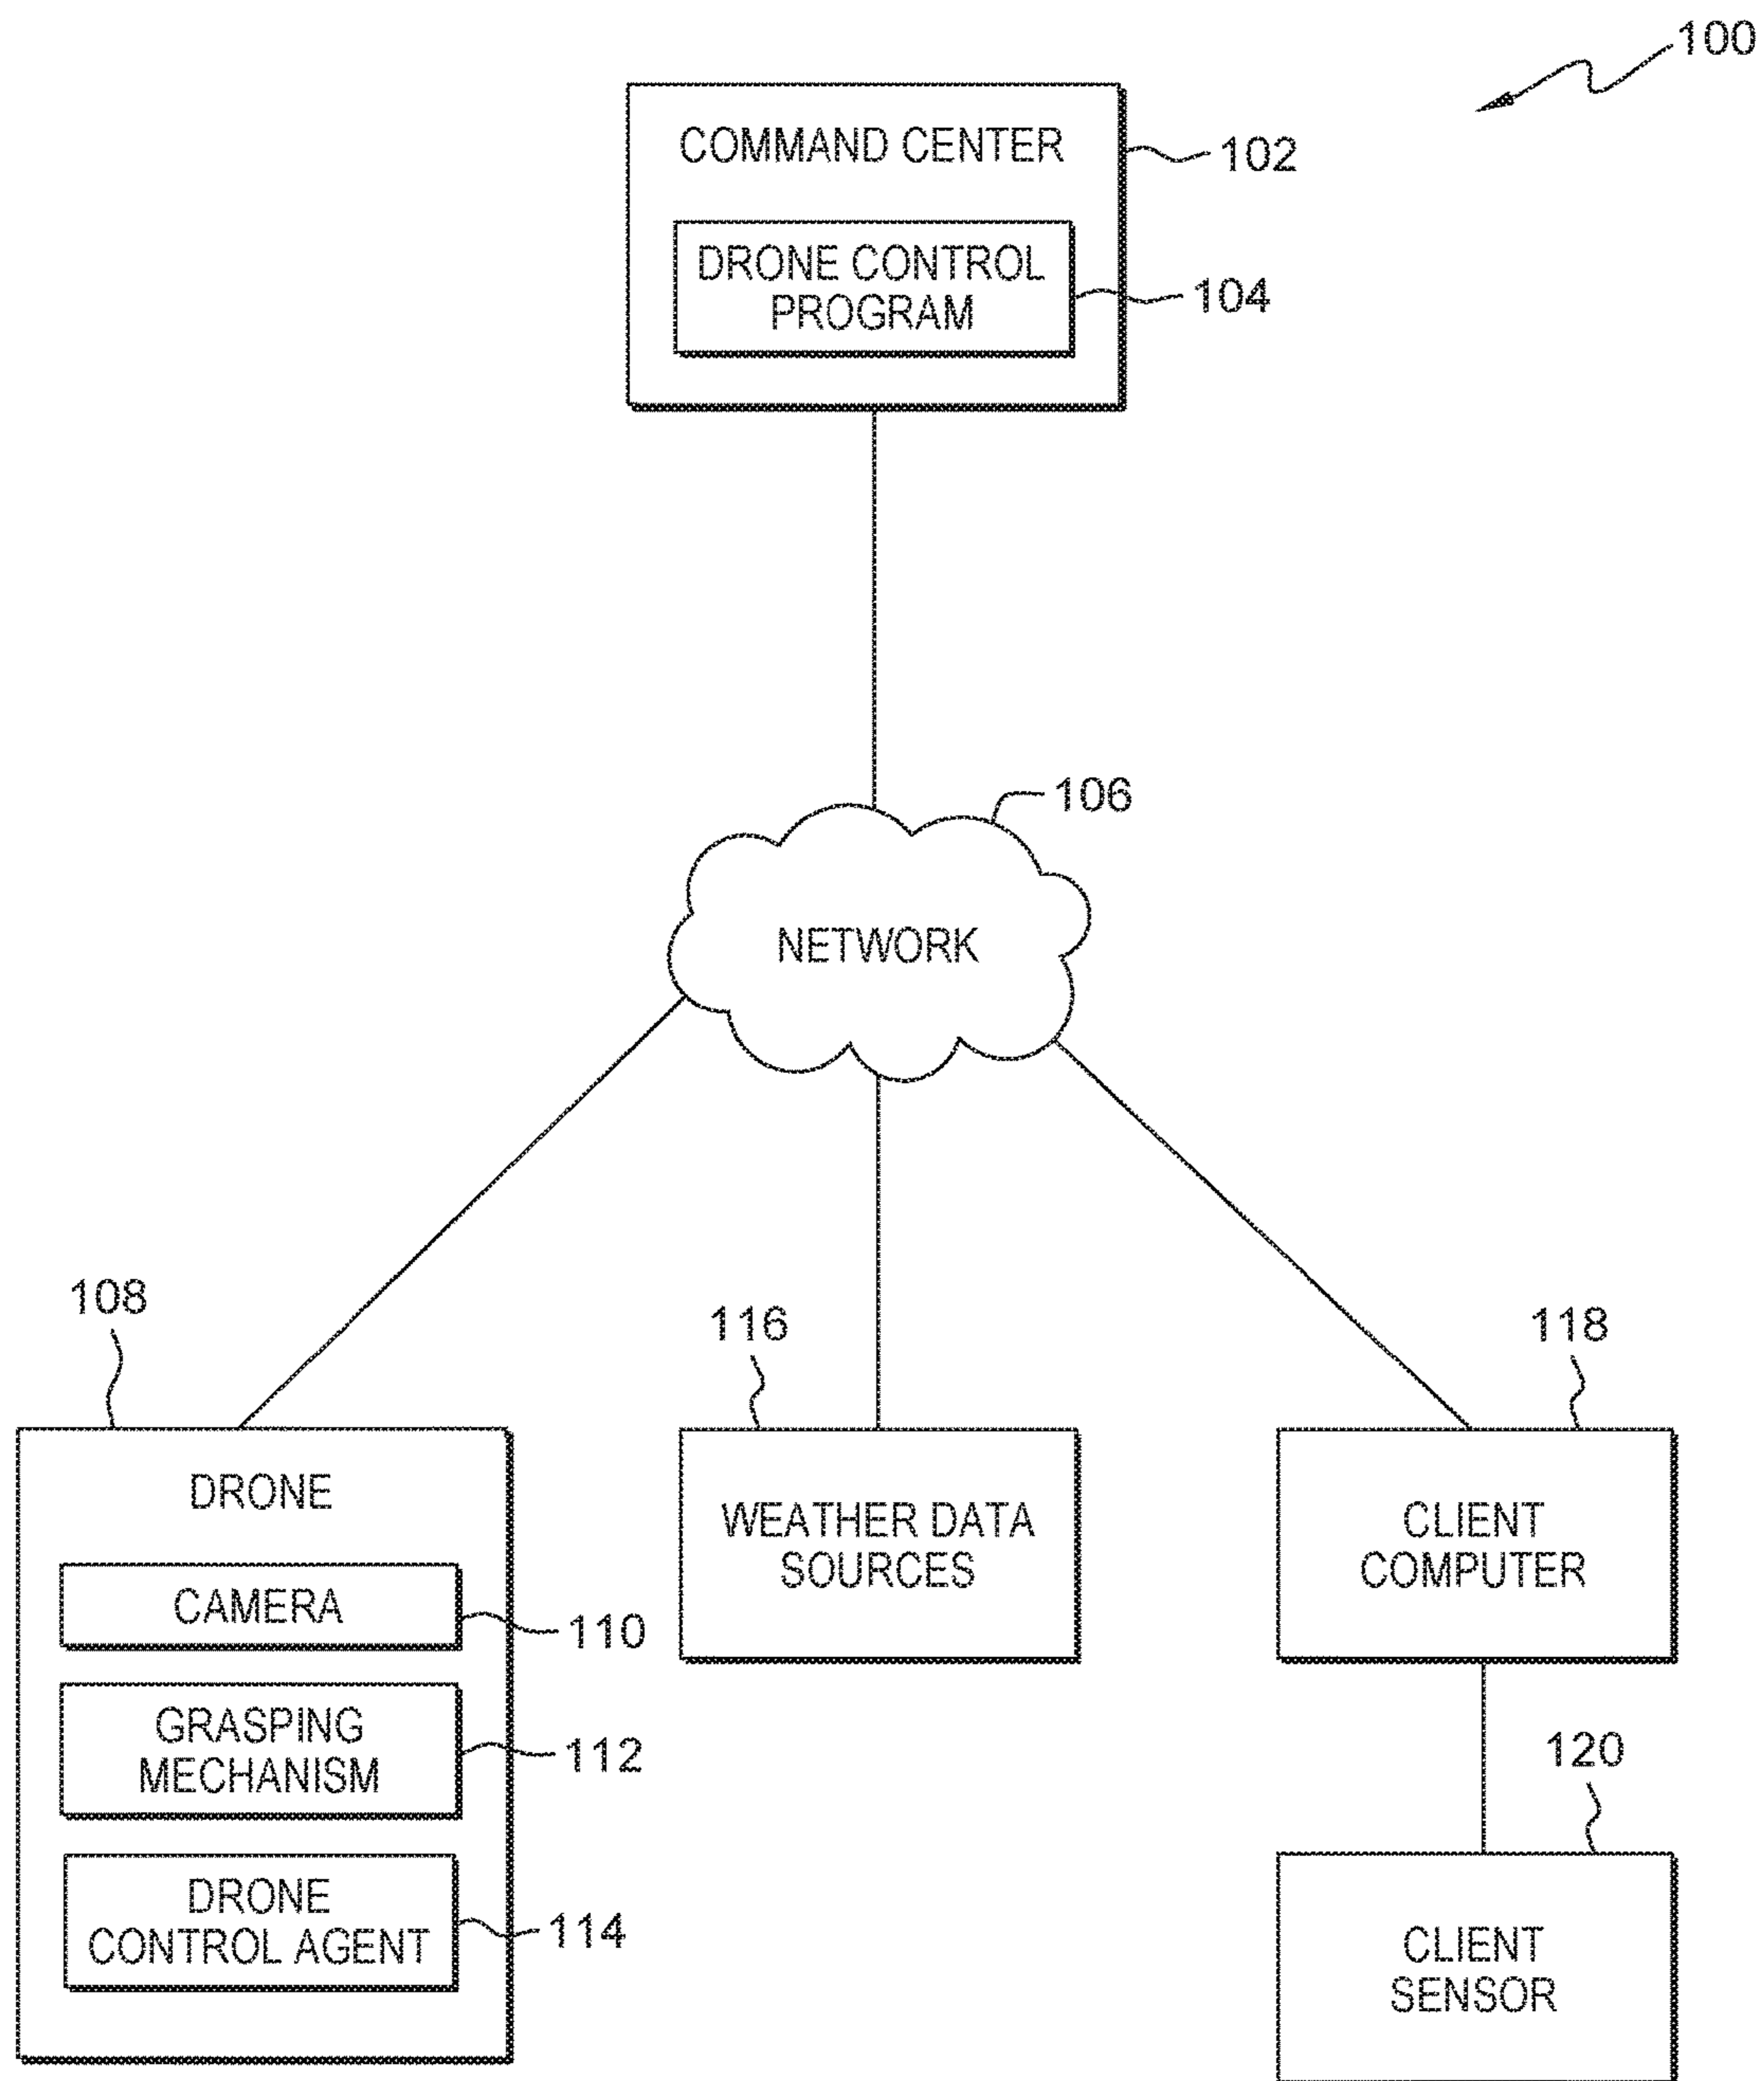 100
COMMAND CENTER
102
DRONE CONTROL
PROGRAM
104
106
NETWORK
108
DRONE
CAMERA
110
GRASPING
MECHANISM
112
DRONE
CONTROL AGENT
114
116
WEATHER DATA
SOURCES
118
CLIENT
COMPUTER
120
CLIENT
SENSOR